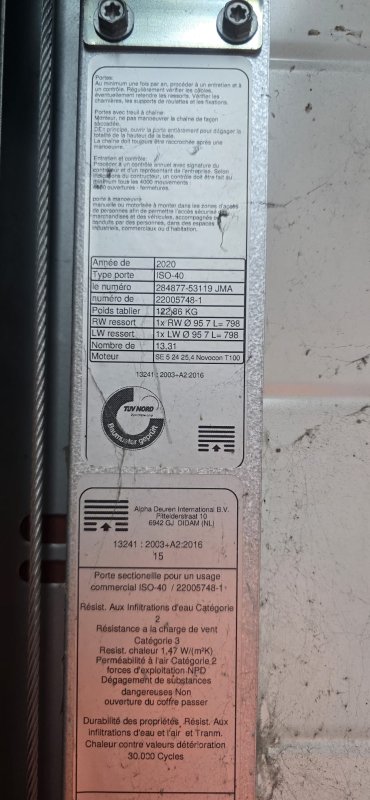 Portes:
Au minimum une fois par an, procéder à un entretien et à
un contrôle. Régulièrement vérifier les câbles,
éventuellement retendre les ressorts. Vérifier les
charnières, les supports de roulettes et les fixations.
Portes avec treuil à chaîne:
Monteur, ne pas manoeuvrer la chaîne de façon
saccadée.
principe, ouvrir la porte entièrement pour dégager la
totalité de la hauteur de la baie.
La chaîne doit toujours être raccrochée après une
manoeuvre.
Entretien et contrôle:
Procéder à un contrôle annuel avec signature du
contrôleur et d'un représentant de l'entreprise. Selon
du contructeur, un contrôle doit être fait au
minimum tous les 4000 mouvements
ouvertures - fermetures.
porte à manoeuvre
manuelle ou motorisée à monter dans les zones d'accès
de personnes afin de permettre l'accès sécurisé des
marchandises et des véhicules, accompagnés ou
conduits par des personnes, dans des espaces
industriels, commerciaux ou d'habitation.
Année de 2020
Type porte ISO-40
le numéro 284877-53119 JMA
numéro de 22005748-1
Poids tablier KG
RW ressort 1x RW Ø 95 7 L= 798
LW ressort 1x LW Ø 95 7 L= 798
Nombre de 13.31
Moteur SE 5 24 25,4 Novocon T100
13241 : 2003+A2:2016
TÜV NORD
Baumuster geprüft
Alpha Deuren International B.V.
10
6942 GJ DIDAM (NL)
13241 : 2003+A2:2016
15
Porte sectionelle pour un usage
commercial ISO-40 / 22005748-1
Résist. Aux Infiltrations d'eau Catégorie
2
Résistance a la charge de vent
Catégorie 3
Resist. chaleur 1,47 W/(m²K)
Perméabilité à l'air Catégorie 2
forces d'exploitation NPD
Dégagement de substances
dangereuses Non
ouverture du coffre passer
Durabilité des propriétés Résist. Aux
infiltrations d'eau et l'air et Tranm.
Chaleur contre valeurs détérioration
30.000 Cycles